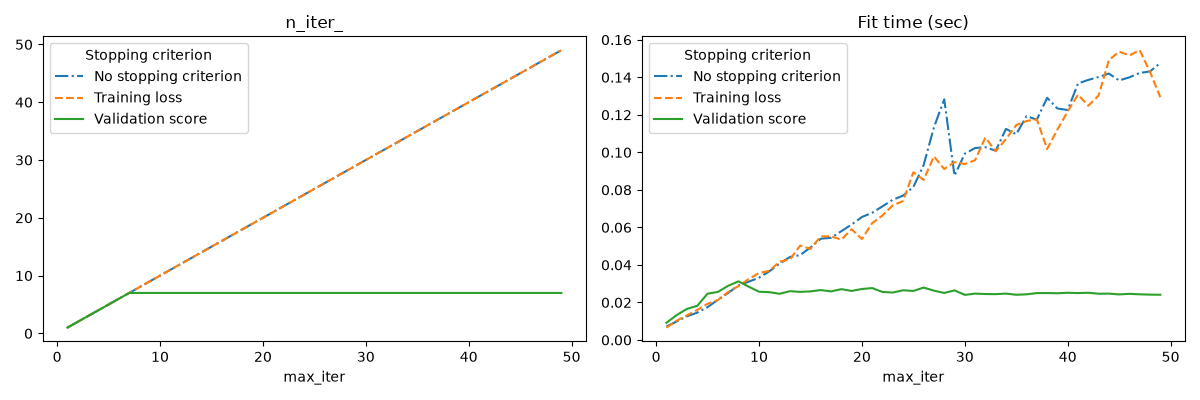 n_iter_
Stopping criterion
No stopping criterion
Training loss
Validation score
50
40
30
20
10
0
0 10 20 30 40 50
max_iter
Fit time (sec)
Stopping criterion
No stopping criterion
Training loss
Validation score
0.16
0.14
0.12
0.10
0.08
0.06
0.04
0.02
0.00
0 10 20 30 40 50
max_iter